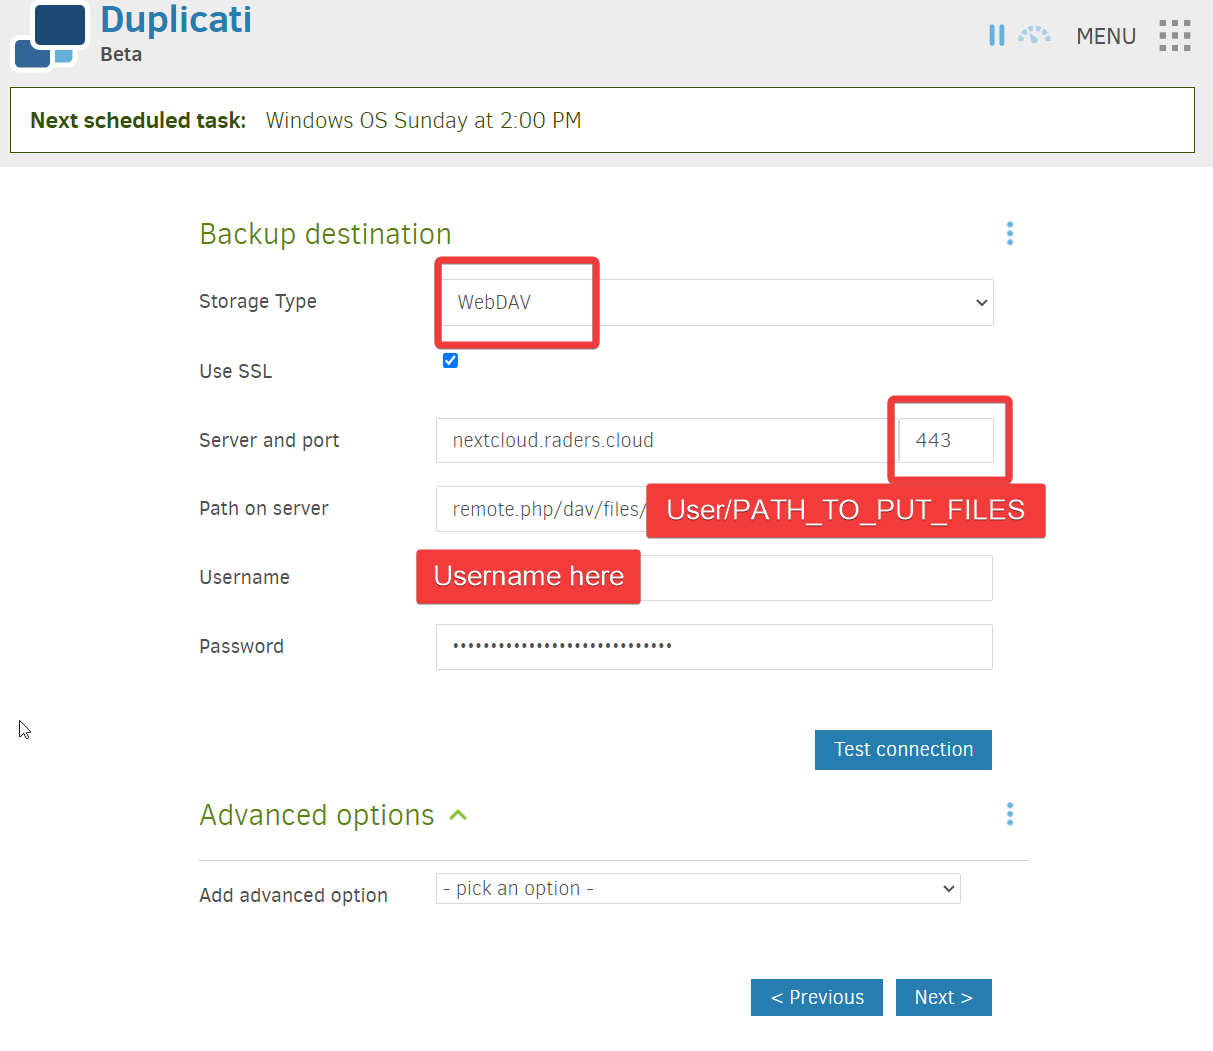 Duplicati
Beta
MENU
Next scheduled task: Windows OS Sunday at 2:00 PM
Backup destination
Storage Type
WebDAV
Use SSL
Server and port
nextcloud.raders.cloud
443
Path on server
remote.php/dav/files/
User/PATH_TO_PUT_FILES
Username
Username here
Password
•••••••••••••••••••••••••••••
Test connection
Advanced options
Add advanced option
- pick an option -
< Previous
Next >